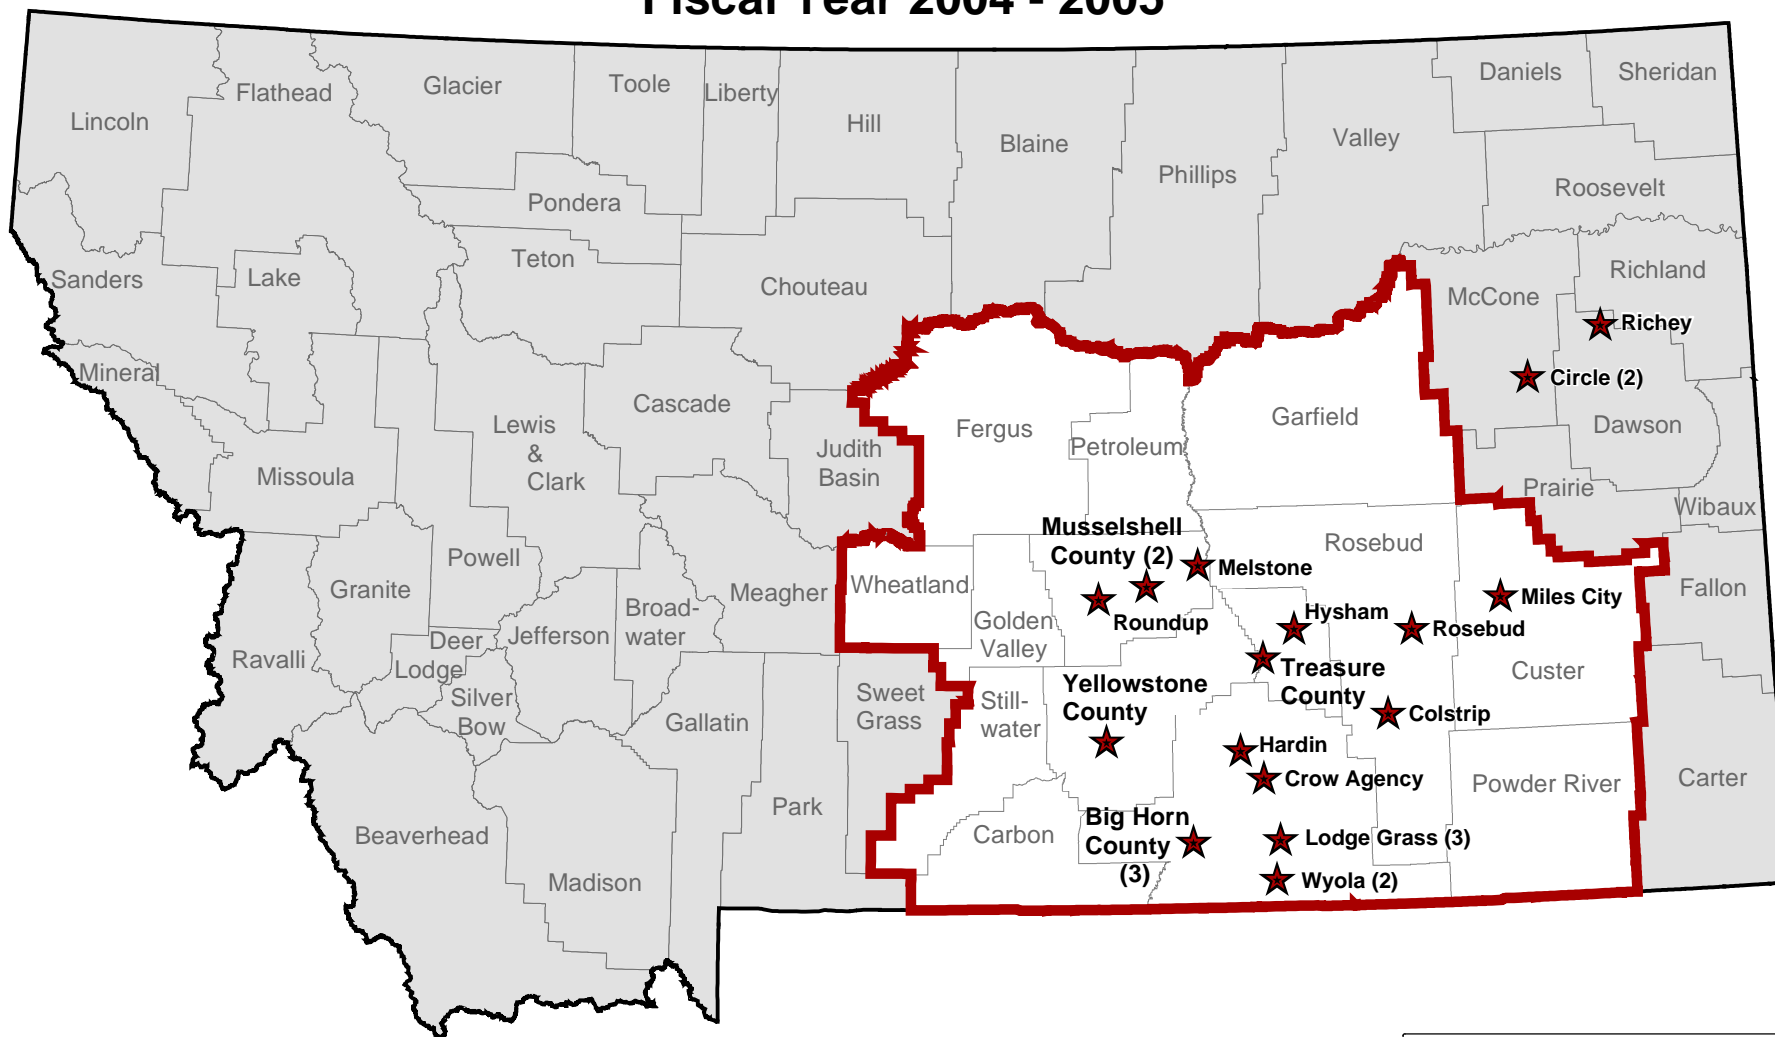 Fiscal Year 2004 - 2005
Lincoln
Flathead
Glacier
Toole
Liberty
Hill
Blaine
Phillips
Valley
Daniels
Sheridan
Roosevelt
Pondera
Teton
Chouteau
Sanders
Lake
Richland
McCone
Richey
Circle (2)
Dawson
Mineral
Missoula
Lewis
&
Clark
Cascade
Judith
Basin
Fergus
Petroleum
Garfield
Prairie
Wibaux
Powell
Granite
Meagher
Wheatland
Musselshell
County (2)
Melstone
Roundup
Rosebud
Miles City
Fallon
Golden
Valley
Hysham
Rosebud
Treasure
County
Custer
Ravalli
Deer
Lodge
Jefferson
Broad-
water
Silver
Bow
Gallatin
Sweet
Grass
Still-
water
Yellowstone
County
Colstrip
Hardin
Crow Agency
Powder River
Carter
Beaverhead
Madison
Park
Carbon
Big Horn
County
(3)
Lodge Grass (3)
Wyola (2)